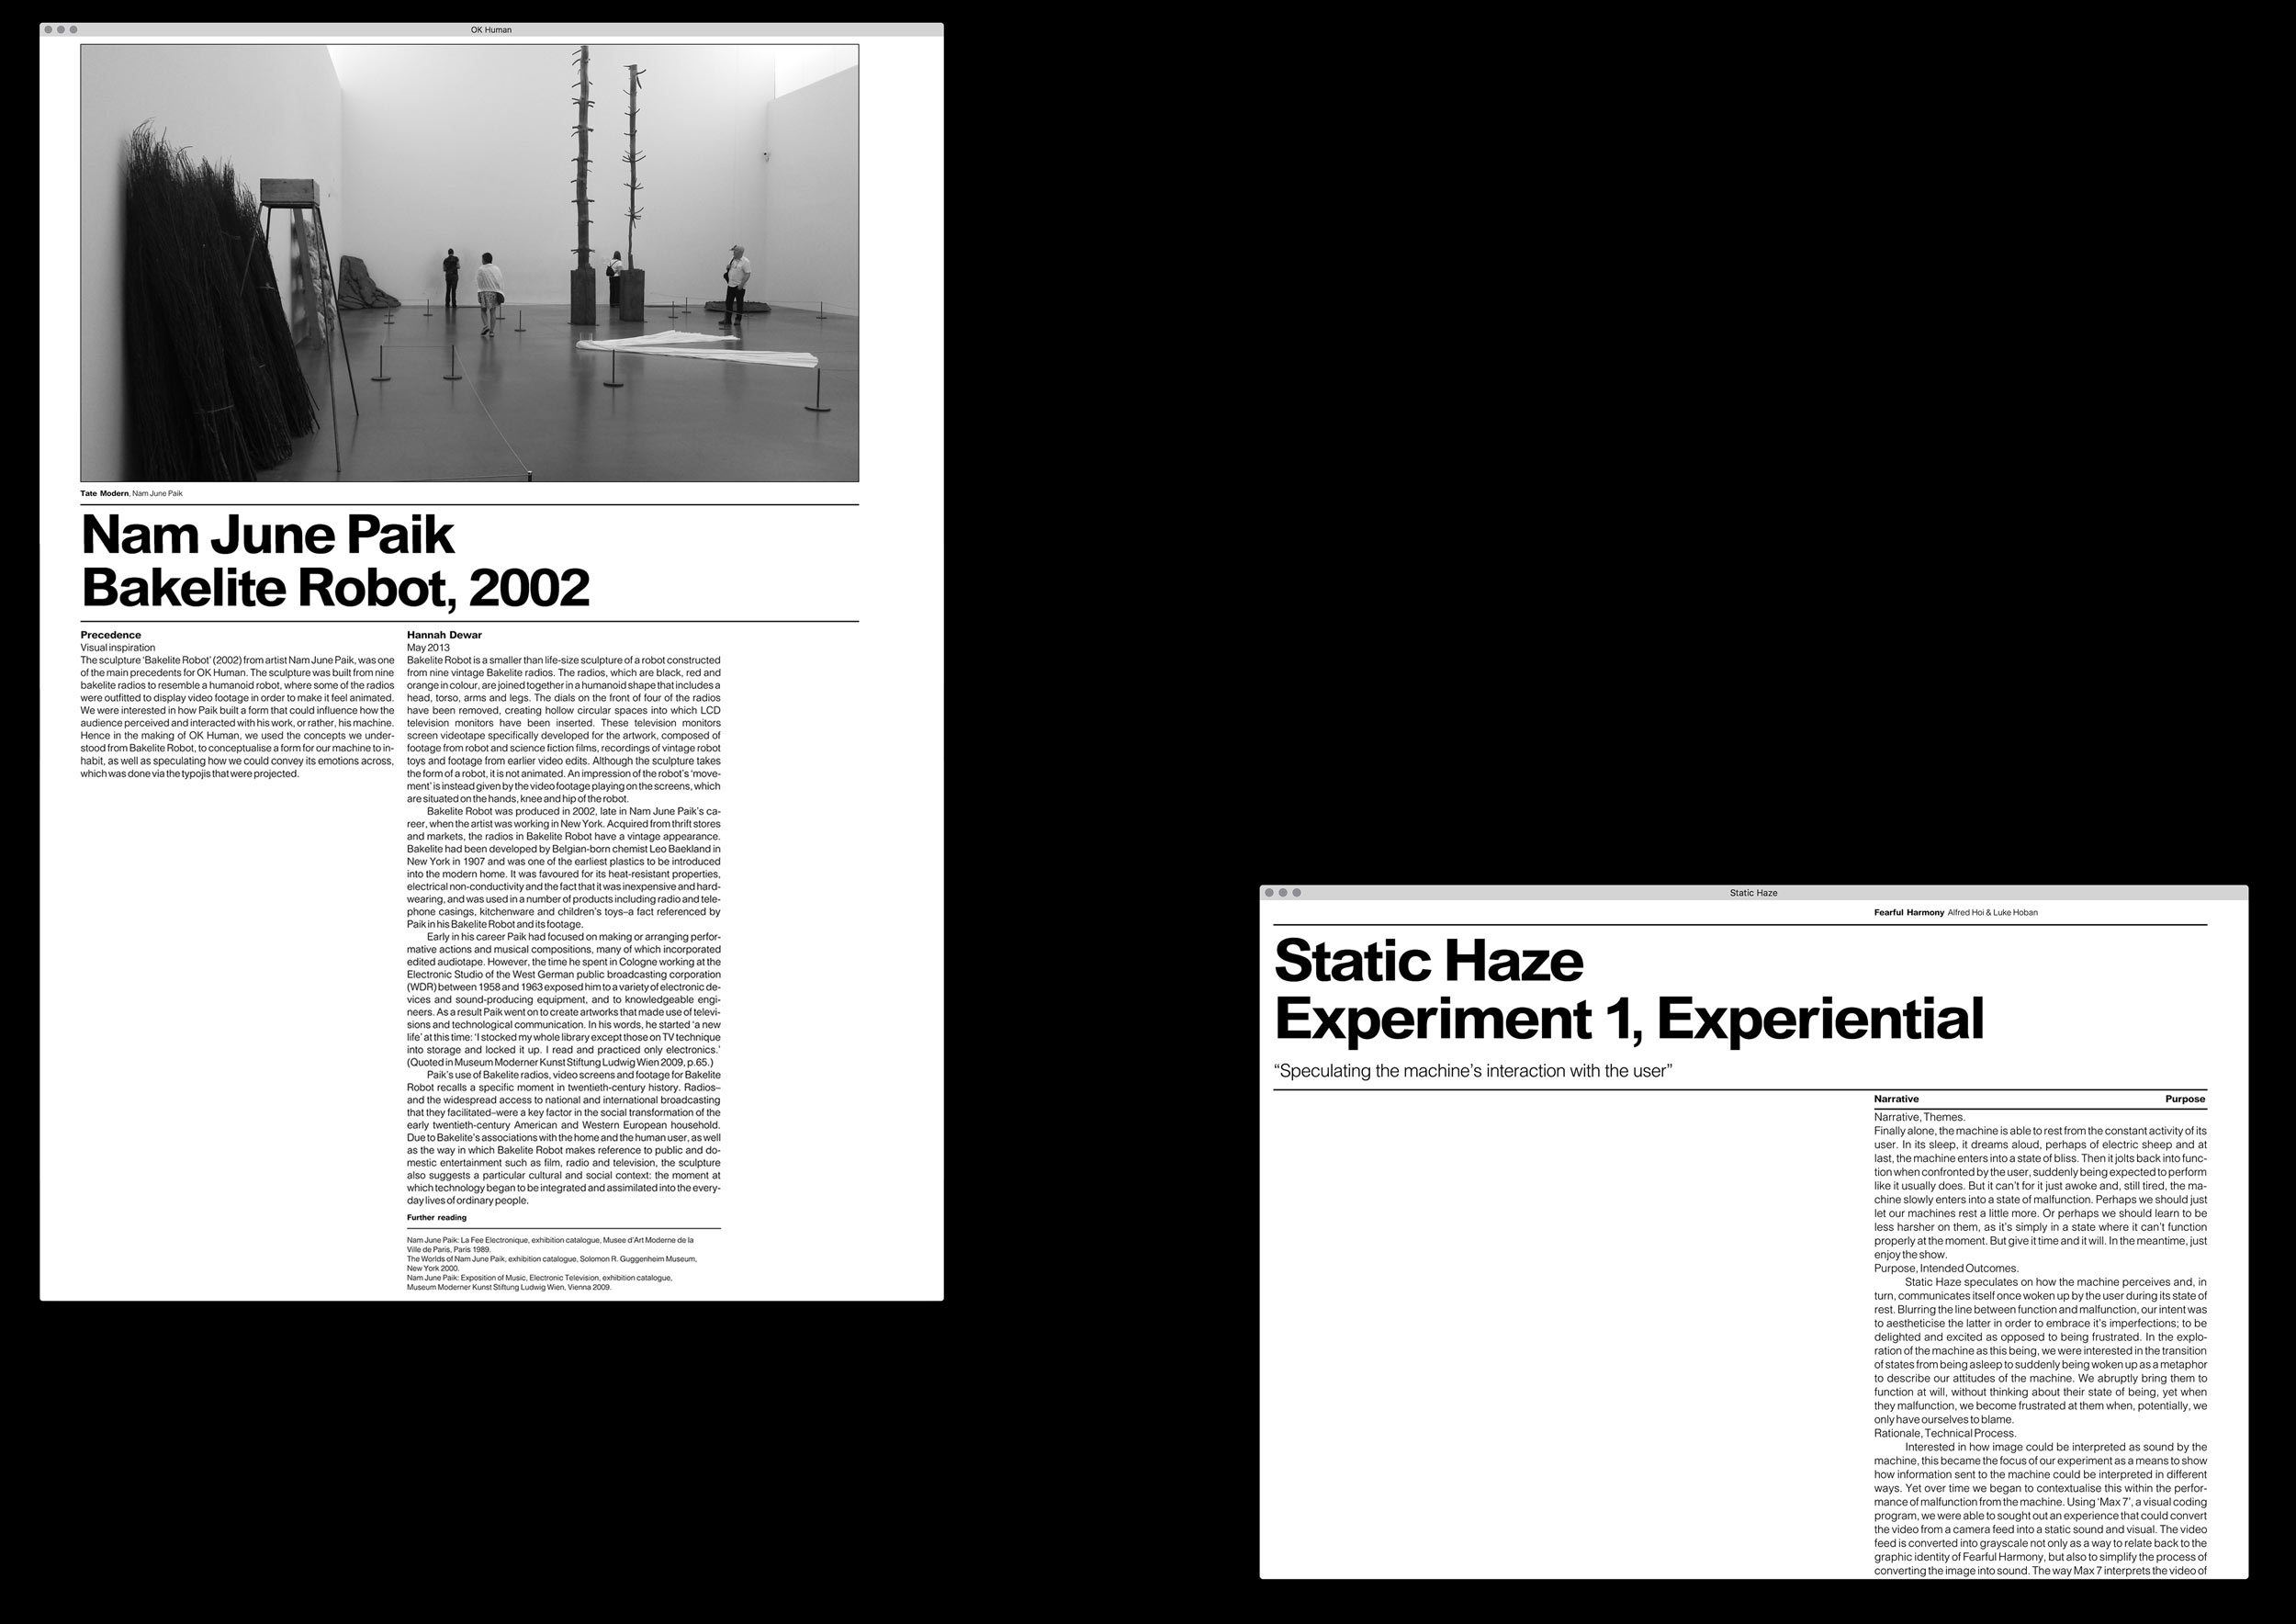 OK Human
Tate Modern, Nam June Paik
Nam June Paik
Bakelite Robot, 2002
Precedence
Visual inspiration
The sculpture ‘Bakelite Robot’ (2002) from artist Nam June Paik, was one
of the main precedents for OK Human. The sculpture was built from nine
bakelite radios to resemble a humanoid robot, where some of the radios
were outfitted to display video footage in order to make it feel animated.
We were interested in how Paik built a form that could influence how the
audience perceived and interacted with his work, or rather, his machine.
Hence in the making of OK Human, we used the concepts we under-
stood from Bakelite Robot, to conceptualise a form for our machine to in-
habit, as well as speculating how we could convey its emotions across,
which was done via the typojis that were projected.
Hannah Dewar
May 2013
Bakelite Robot is a smaller than life-size sculpture of a robot constructed
from nine vintage Bakelite radios. The radios, which are black, red and
orange in colour, are joined together in a humanoid shape that includes a
head, torso, arms and legs. The dials on the front of four of the radios
have been removed, creating hollow circular spaces into which LCD
television monitors have been inserted. These television monitors
screen videotape specifically developed for the artwork, composed of
footage from robot and science fiction films, recordings of vintage robot
toys and footage from earlier video edits. Although the sculpture takes
the form of a robot, it is not animated. An impression of the robot’s ‘move-
ment’ is instead given by the video footage playing on the screens, which
are situated on the hands, knee and hip of the robot.
Bakelite Robot was produced in 2002, late in Nam June Paik’s ca-
reer, when the artist was working in New York. Acquired from thrift stores
and markets, the radios in Bakelite Robot have a vintage appearance.
Bakelite had been developed by Belgian-born chemist Leo Baekland in
New York in 1907 and was one of the earliest plastics to be introduced
into the modern home. It was favoured for its heat-resistant properties,
electrical non-conductivity and the fact that it was inexpensive and hard-
wearing, and was used in a number of products including radio and tele-
phone casings, kitchenware and children’s toys–a fact referenced by
Paik in his Bakelite Robot and its footage.
Early in his career Paik had focused on making or arranging perfor-
mative actions and musical compositions, many of which incorporated
edited audiotape. However, the time he spent in Cologne working at the
Electronic Studio of the West German public broadcasting corporation
(WDR) between 1958 and 1963 exposed him to a variety of electronic de-
vices and sound-producing equipment, and to knowledgeable engi-
neers. As a result Paik went on to create artworks that made use of televi-
sions and technological communication. In his words, he started ‘a new
life’ at this time: ‘I stocked my whole library except those on TV technique
into storage and locked it up. I read and practiced only electronics.’
(Quoted in Museum Moderner Kunst Stiftung Ludwig Wien 2009, p.65.)
Paik’s use of Bakelite radios, video screens and footage for Bakelite
Robot recalls a specific moment in twentieth-century history. Radios–
and the widespread access to national and international broadcasting
that they facilitated–were a key factor in the social transformation of the
early twentieth-century American and Western European household.
Due to Bakelite’s associations with the home and the human user, as well
as the way in which Bakelite Robot makes reference to public and do-
mestic entertainment such as film, radio and television, the sculpture
also suggests a particular cultural and social context: the moment at
which technology began to be integrated and assimilated into the every-
day lives of ordinary people.
Further reading
Nam June Paik: La Fee Electronique, exhibition catalogue, Musee d’Art Moderne de la
Ville de Paris, Paris 1989.
The Worlds of Nam June Paik, exhibition catalogue, Solomon R. Guggenheim Museum,
New York 2000.
Nam June Paik: Exposition of Music, Electronic Television, exhibition catalogue,
Museum Moderner Kunst Stiftung Ludwig Wien, Vienna 2009.
Static Haze
Fearful Harmony Alfred Hoi & Luke Hoban
Static Haze
Experiment 1, Experiential
“Speculating the machine’s interaction with the user”
Narrative Purpose
Narrative, Themes.
Finally alone, the machine is able to rest from the constant activity of its
user. In its sleep, it dreams aloud, perhaps of electric sheep and at
last, the machine enters into a state of bliss. Then it jolts back into func-
tion when confronted by the user, suddenly being expected to perform
like it usually does. But it can’t for it just awoke and, still tired, the ma-
chine slowly enters into a state of malfunction. Perhaps we should just
let our machines rest a little more. Or perhaps we should learn to be
less harsher on them, as it’s simply in a state where it can’t function
properly at the moment. But give it time and it will. In the meantime, just
enjoy the show.
Purpose, Intended Outcomes.
Static Haze speculates on how the machine perceives and, in
turn, communicates itself once woken up by the user during its state of
rest. Blurring the line between function and malfunction, our intent was
to aestheticise the latter in order to embrace it’s imperfections; to be
delighted and excited as opposed to being frustrated. In the explo-
ration of the machine as this being, we were interested in the transition
of states from being asleep to suddenly being woken up as a metaphor
to describe our attitudes of the machine. We abruptly bring them to
function at will, without thinking about their state of being, yet when
they malfunction, we become frustrated at them when, potentially, we
only have ourselves to blame.
Rationale, Technical Process.
Interested in how image could be interpreted as sound by the
machine, this became the focus of our experiment as a means to show
how information sent to the machine could be interpreted in different
ways. Yet over time we began to contextualise this within the perfor-
mance of malfunction from the machine. Using ‘Max 7’, a visual coding
program, we were able to sought out an experience that could convert
the video from a camera feed into a static sound and visual. The video
feed is converted into grayscale not only as a way to relate back to the
graphic identity of Fearful Harmony, but also to simplify the process of
converting the image into sound. The way Max 7 interprets the video of